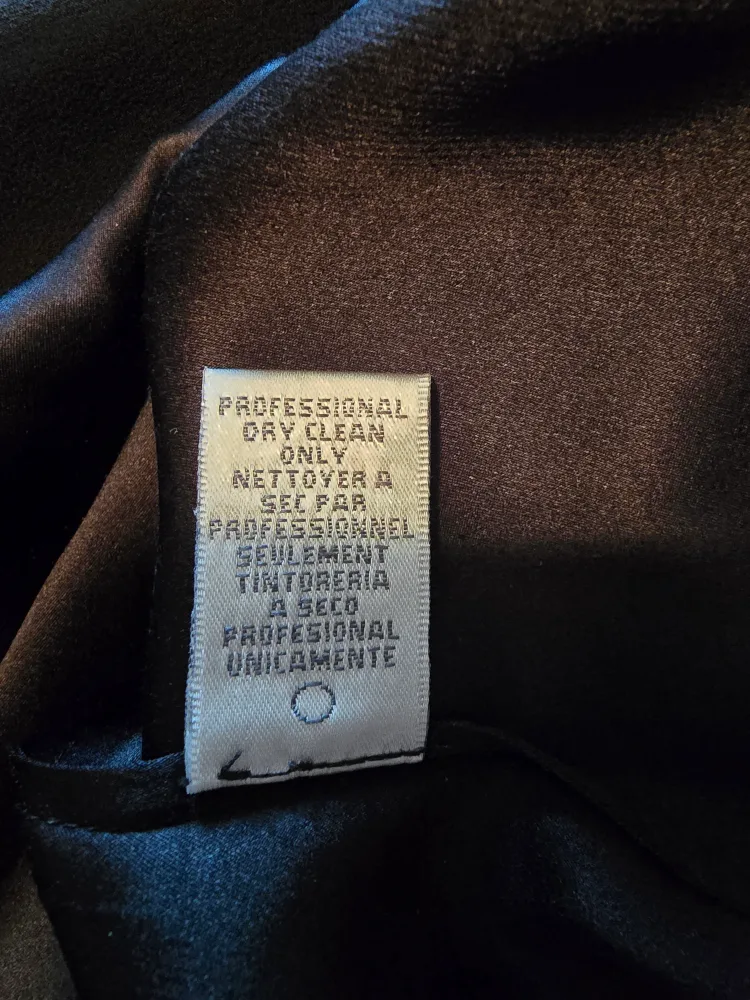 PROFESSIONAL
DRY CLEAN
ONLY
NETTOYER A
SEC PAR
PROFESSIONNEL
SEULEMENT
TINTORERIA
A SECO
PROFESIONAL
UNICAMENTE